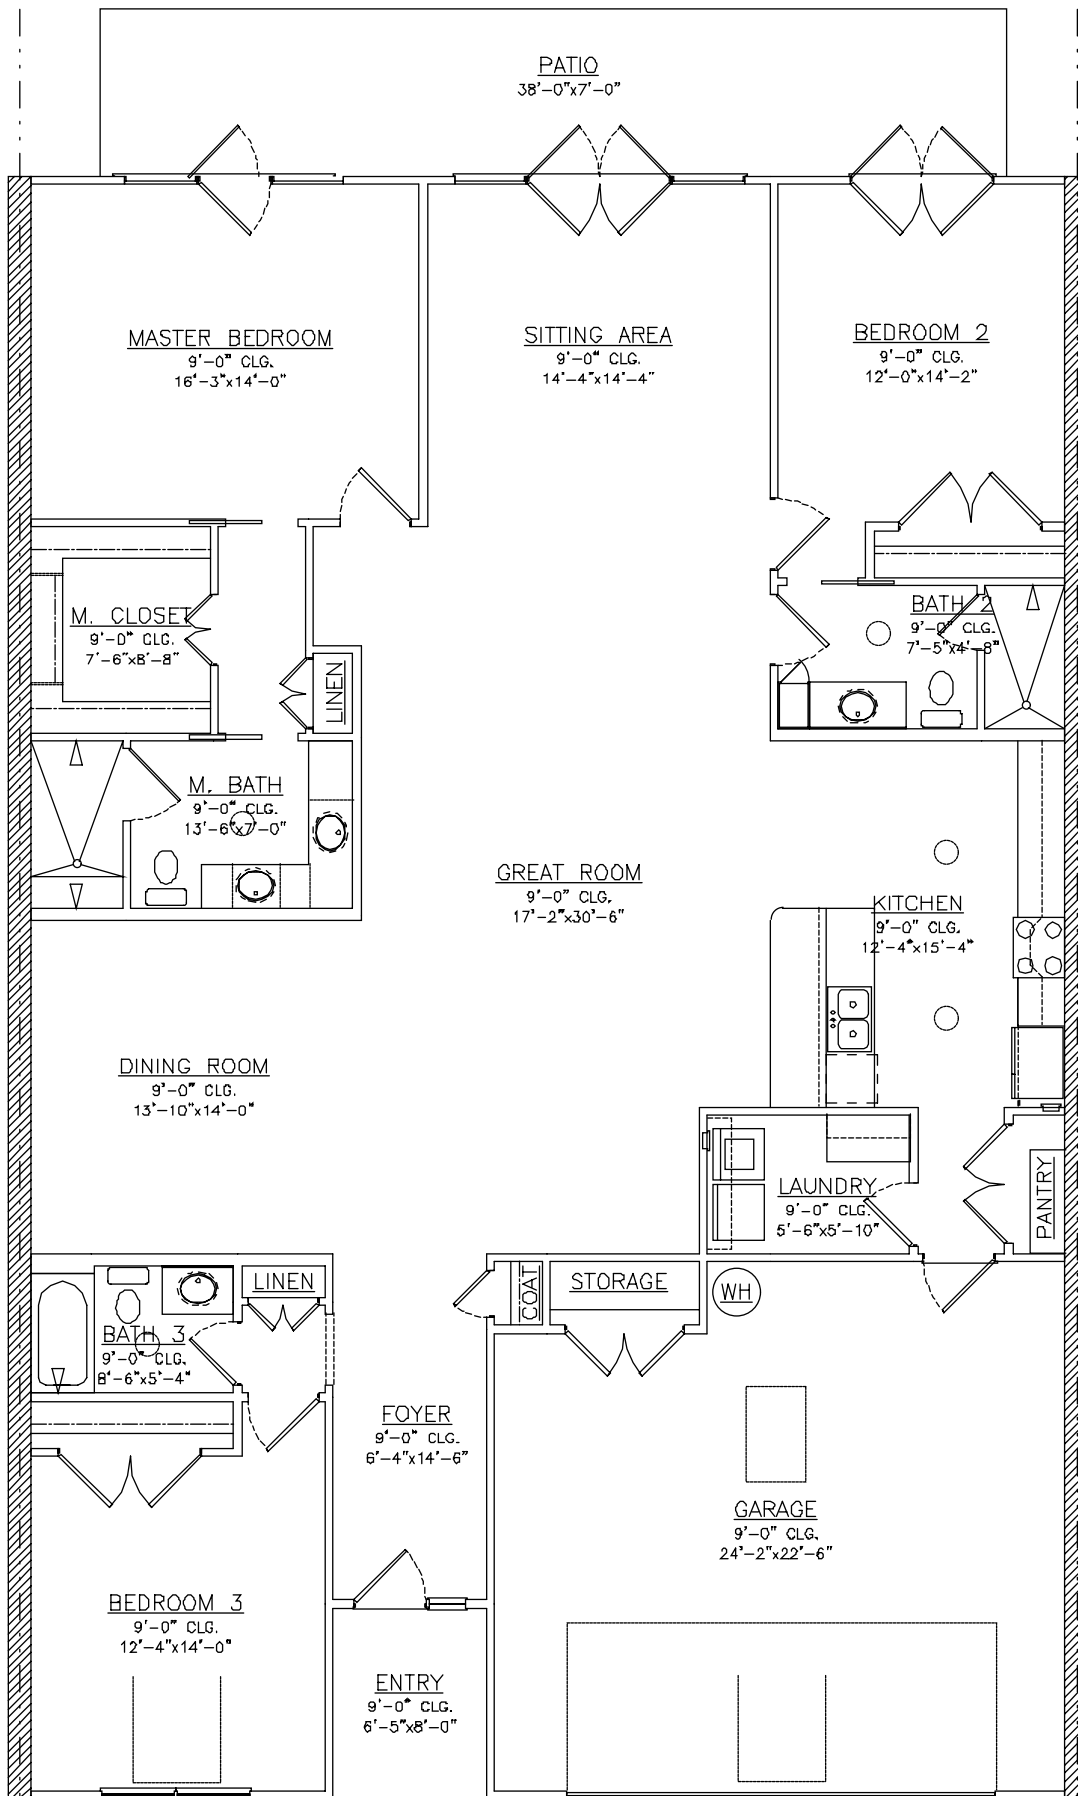 PATIO
38'-0"x7'-0"
MASTER BEDROOM
9'-0" CLG.
16'-3"x14'-0"
SITTING AREA
9'-0" CLG.
14'-4"x14'-4"
BEDROOM 2
9'-0" CLG.
12'-0"x14'-2"
M. CLOSET
9'-0" CLG.
7'-6"x8'-8"
LINEN
BATH 2
9'-0" CLG.
7'-5"x4'-8"
M. BATH
9'-0" CLG.
13'-6"x7'-0"
GREAT ROOM
9'-0" CLG.
17'-2"x30'-6"
KITCHEN
9'-0" CLG.
12'-4"x15'-4"
DINING ROOM
9'-0" CLG.
13'-10"x14'-0"
LAUNDRY
9'-0" CLG.
5'-6"x5'-10"
PANTRY
LINEN
COAT
STORAGE
WH
BATH 3
9'-0" CLG.
8'-6"x5'-4"
FOYER
9'-0" CLG.
6'-4"x14'-6"
GARAGE
9'-0" CLG.
24'-2"x22'-6"
BEDROOM 3
9'-0" CLG.
12'-4"x14'-0"
ENTRY
9'-0" CLG.
6'-5"x8'-0"